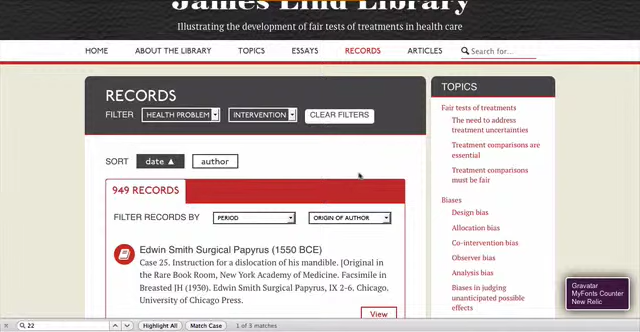 James Lind Library
Illustrating the development of fair tests of treatments in health care
HOME ABOUT THE LIBRARY TOPICS ESSAYS RECORDS ARTICLES Search for..
RECORDS
FILTER HEALTH PROBLEM INTERVENTION CLEAR FILTERS
SORT date ▲ author
949 RECORDS
FILTER RECORDS BY PERIOD ORIGIN OF AUTHOR
Edwin Smith Surgical Papyrus (1550 BCE)
Case 25. Instruction for a dislocation of his mandible. [Original in
the Rare Book Room, New York Academy of Medicine. Facsimile in
Breasted JH (1930). Edwin Smith Surgical Papyrus, IX 2-6. Chicago.
University of Chicago Press.
View
TOPICS
Fair tests of treatments
The need to address
treatment uncertainties
Treatment comparisons are
essential
Treatment comparisons
must be fair
Biases
Design bias
Allocation bias
Co-intervention bias
Observer bias
Analysis bias
Biases in judging
unanticipated possible
effects
Gravatar
MyFonts Counter
New Relic
22 Highlight All Match Case 1 of 3 matches